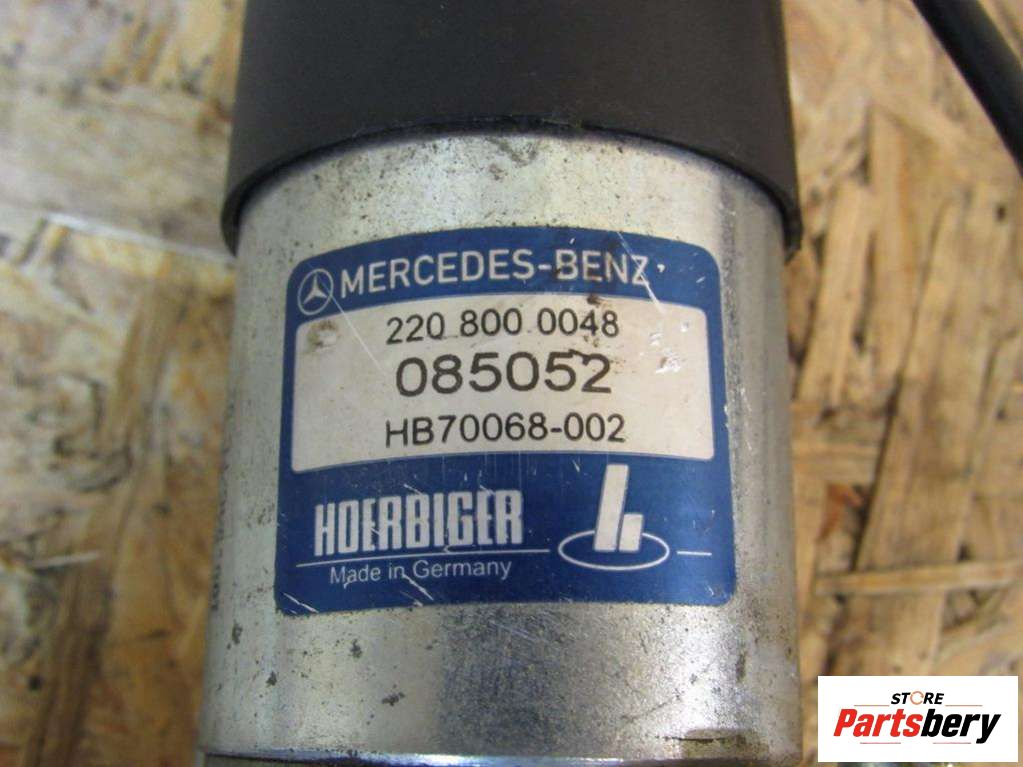 MERCEDES-BENZ
220 800 0048
085052
HB70068-002
HOERBIGER
Made in Germany
STORE
Partsbery